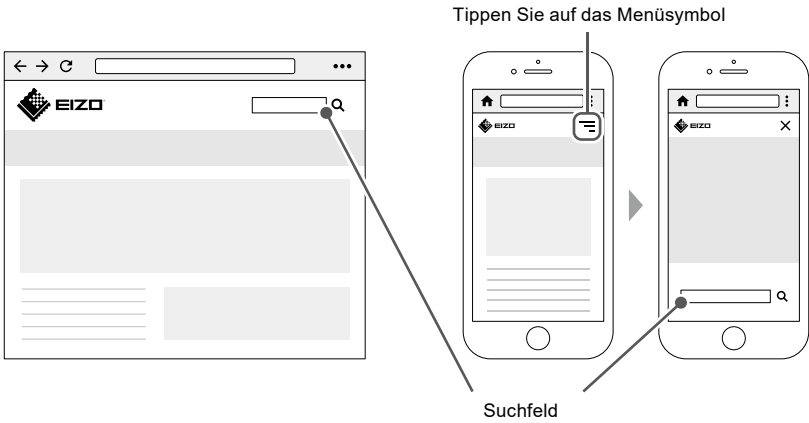 Tippen Sie auf das Menüsymbol
EIZO
EIZO
EIZO
Suchfeld